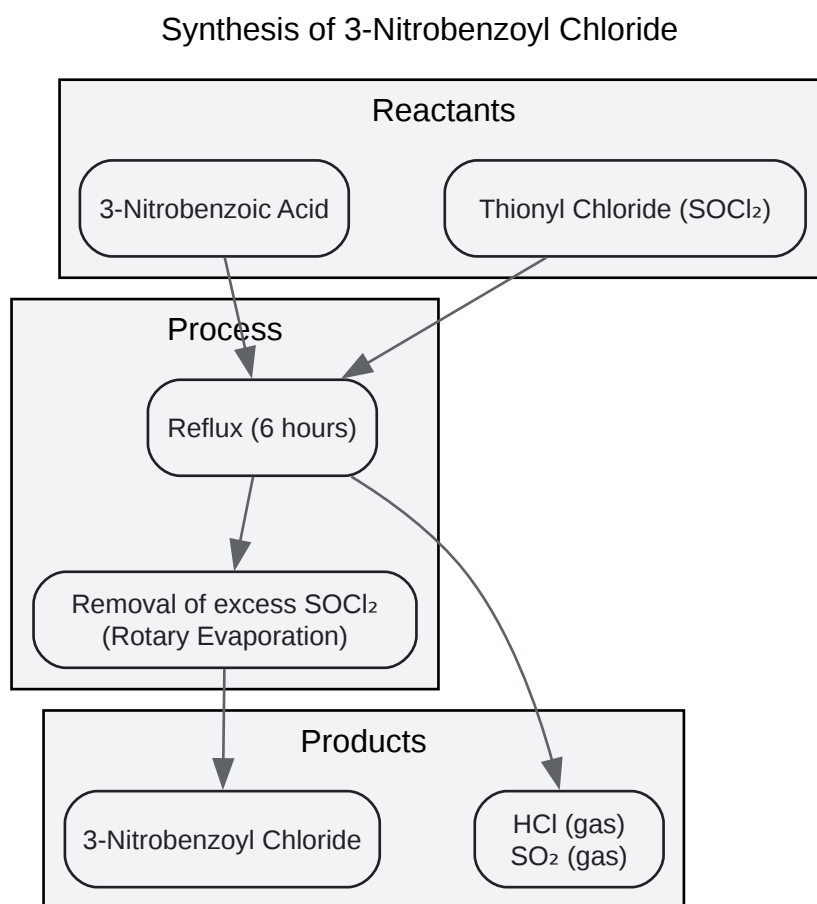 Synthesis of 3-Nitrobenzoyl Chloride
Reactants
3-Nitrobenzoic Acid
Thionyl Chloride (SOCl₂)
Process
Reflux (6 hours)
Removal of excess SOCl₂
(Rotary Evaporation)
Products
3-Nitrobenzoyl Chloride
HCl (gas)
SO₂ (gas)